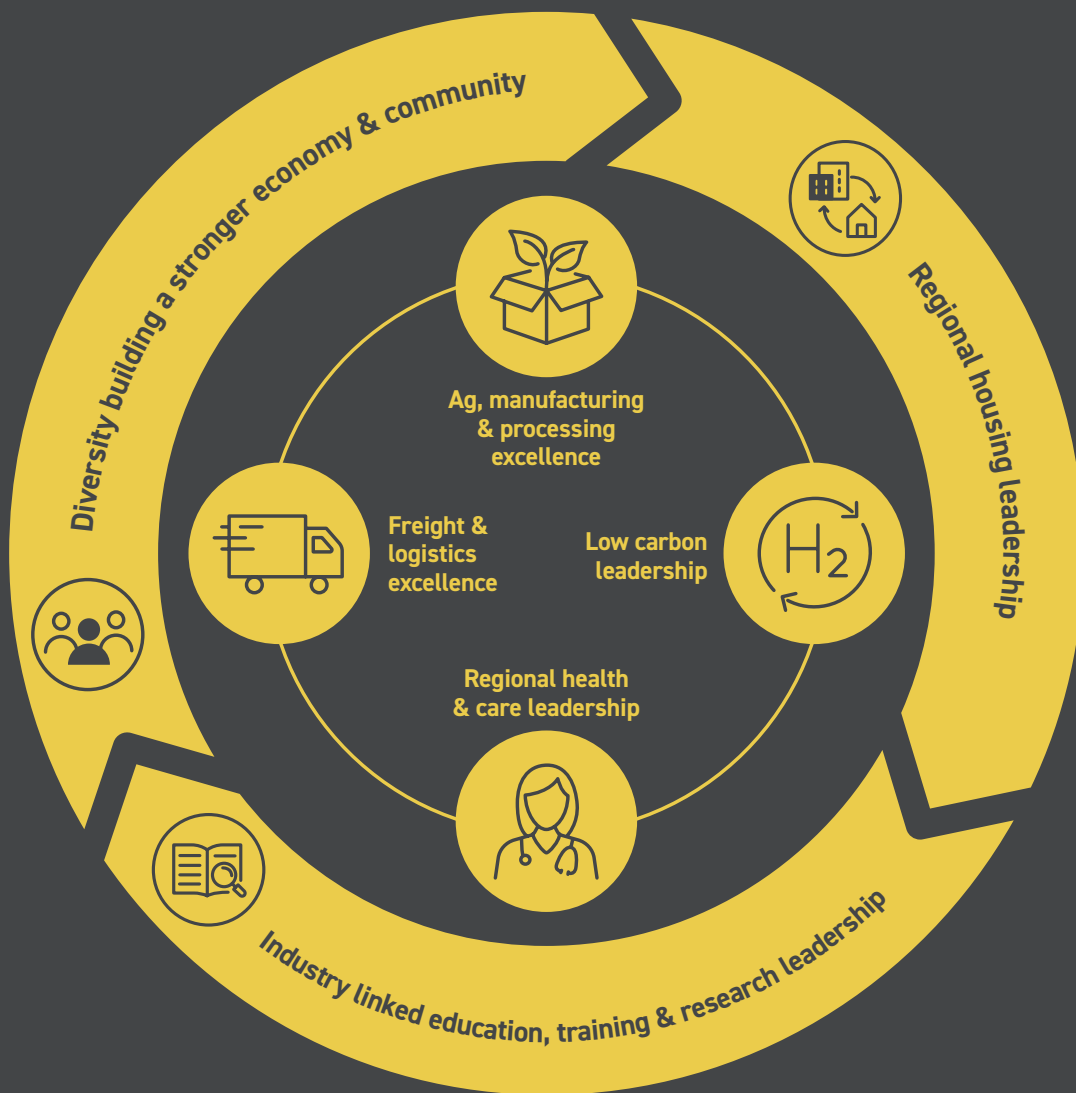 Diversity building a stronger economy & community
Regional housing leadership
Industry linked education, training & research leadership
Ag, manufacturing
& processing
excellence
Freight &
logistics
excellence
Low carbon
leadership
H2
Regional health
& care leadership